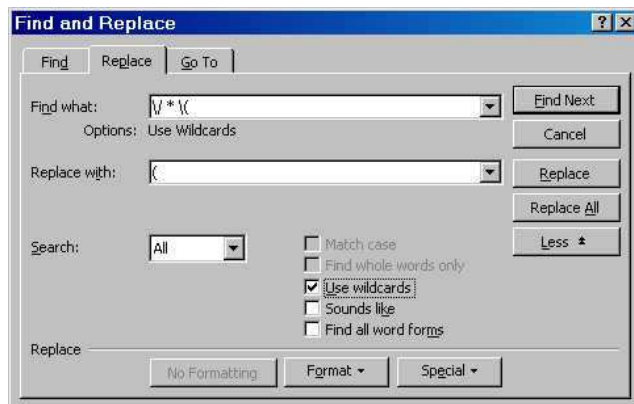 Find and Replace
Find Replace Go To
Find what: \/ * \( Find Next
Options: Use Wildcards
Cancel
Replace with: ( Replace
Replace All
Search: All Match case Less
Find whole words only
Use wildcards
Sounds like
Find all word forms
Replace
No Formatting Format Special